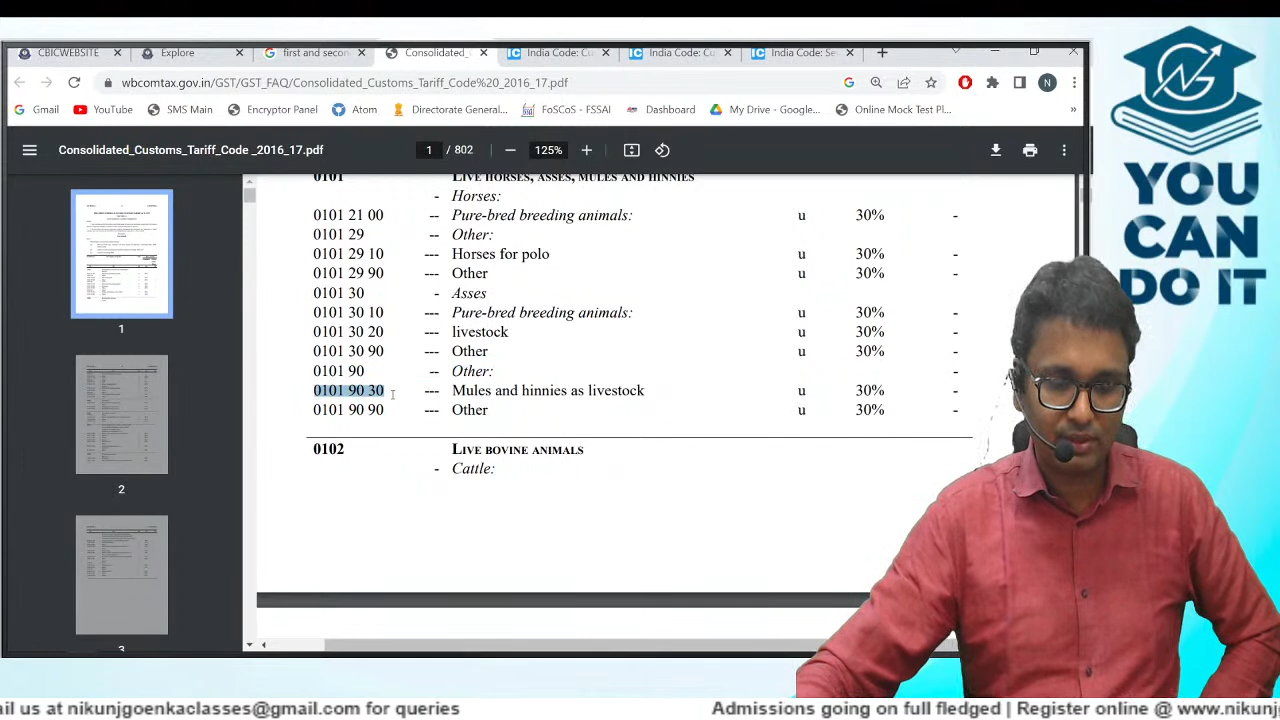 CBICWEBSITE
Explore
first and secon
Consolidated_
India Code: Cu
India Code: Cu
India Code: Se
wbcomtax.gov.in/GST/GST_FAQ/Consolidated_Customs_Tariff_Code%20_2016_17.pdf
N
Gmail YouTube SMS Main Encryptor Panel Atom Directorate General FoSCoS - FSSAI Dashboard My Drive - Google... Online Mock Test Pl... »
Consolidated_Customs_Tariff_Code _2016_17.pdf 1 / 802 125%
0101 LIVE HORSES, ASSES, MULES AND HINNIES
- Horses:
0101 21 00 -- Pure-bred breeding animals: u 30% -
0101 29 -- Other:
0101 29 10 --- Horses for polo u 30% -
0101 29 90 --- Other u 30% -
0101 30 - Asses
0101 30 10 --- Pure-bred breeding animals: u 30% -
0101 30 20 --- livestock u 30% -
0101 30 90 --- Other u 30% -
0101 90 - Other:
0101 90 30 --- Mules and hinnies as livestock u 30% -
0101 90 90 --- Other u 30% -
0102 LIVE BOVINE ANIMALS
- Cattle:
1
2
3
NG
YOU
CAN
DO IT
ail us at nikunjgoenkaclasses@gmail.com for queries
Admissions going on full fledged | Register online @ www.nikunj